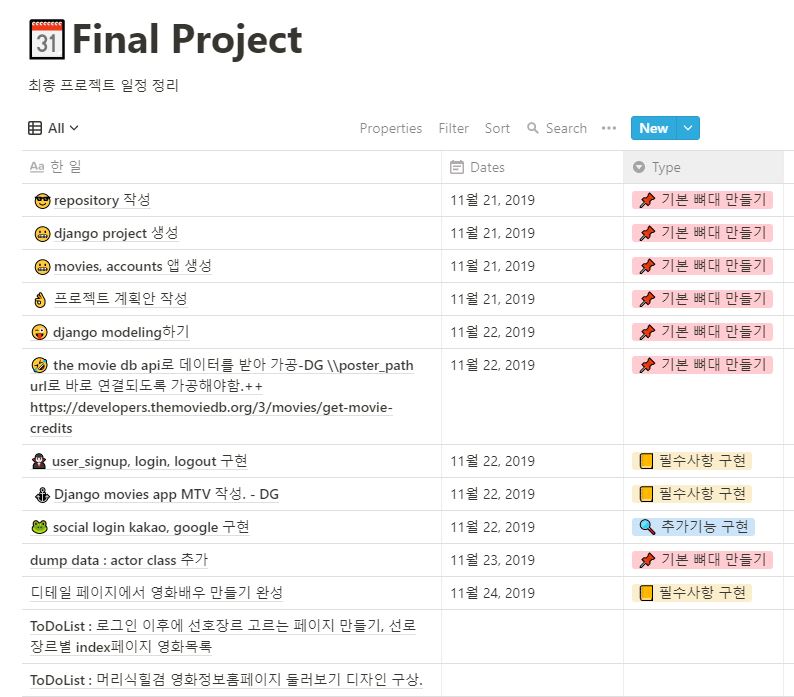 31 Final Project
최종 프로젝트 일정 정리
All Properties Filter Sort Search ••• New
Aa 한 일 Dates Type
repository 작성 11월 21, 2019 기본 뼈대 만들기
django project 생성 11월 21, 2019 기본 뼈대 만들기
movies, accounts 앱 생성 11월 21, 2019 기본 뼈대 만들기
프로젝트 계획안 작성 11월 21, 2019 기본 뼈대 만들기
django modeling하기 11월 22, 2019 기본 뼈대 만들기
the movie db api로 데이터를 받아 가공-DG \\poster_path 11월 22, 2019 기본 뼈대 만들기
url로 바로 연결되도록 가공해야함.++
https://developers.themoviedb.org/3/movies/get-movie-
credits
user_signup, login, logout 구현 11월 22, 2019 필수사항 구현
Django movies app MTV 작성. - DG 11월 22, 2019 필수사항 구현
social login kakao, google 구현 11월 22, 2019 추가기능 구현
dump data : actor class 추가 11월 23, 2019 기본 뼈대 만들기
디테일 페이지에서 영화배우 만들기 완성 11월 24, 2019 필수사항 구현
ToDoList : 로그인 이후에 선호장르 고르는 페이지 만들기, 선로
장르별 index페이지 영화목록
ToDoList : 머리식힐겸 영화정보홈페이지 둘러보기 디자인 구상.